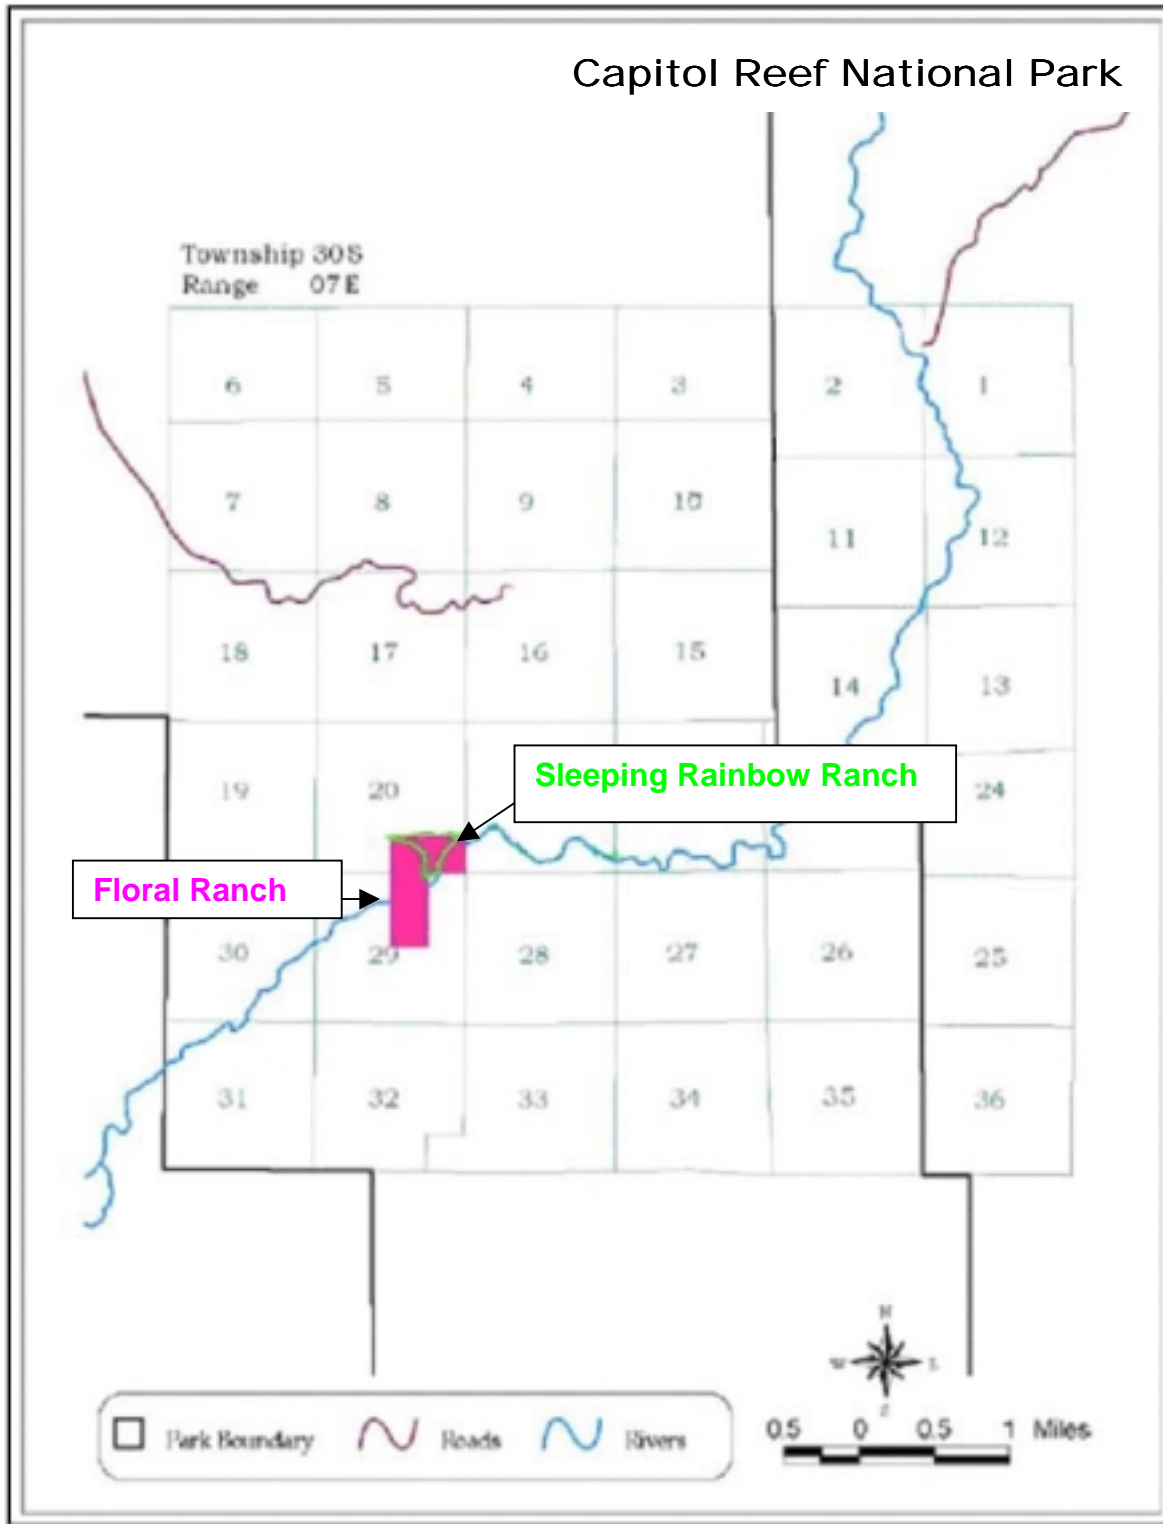 Capitol Reef National Park
Township 30S
Range 07E
6 5 4 3 2 1
7 8 9 10 11 12
18 17 16 15 14 13
19 20 24
Sleeping Rainbow Ranch
Floral Ranch
30 29 28 27 26 25
31 32 33 34 35 36
N
W
Park Boundary Roads Rivers
0.5 0 0.5 1 Miles